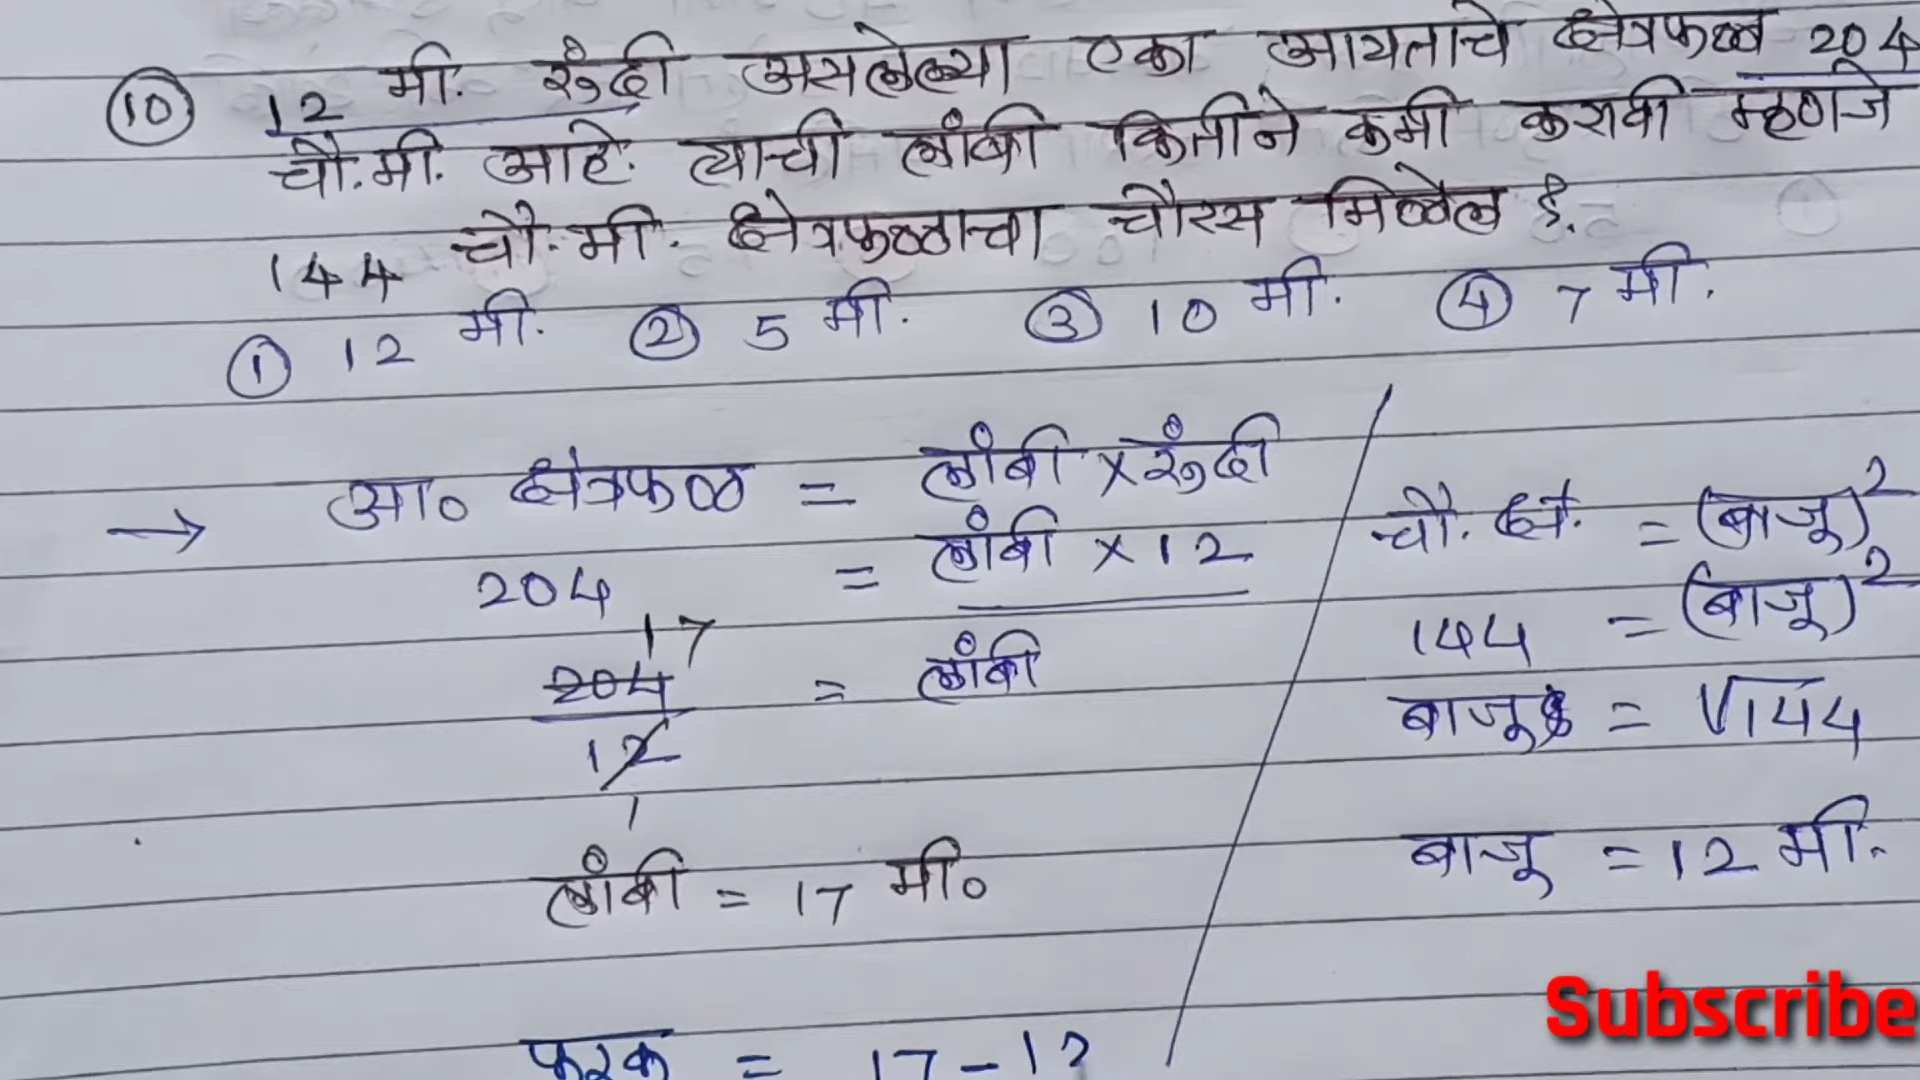 10 12 मी. रुंदी असलेल्या एका आयताचे क्षेत्रफळ 204
चौ.मी. आहे. त्याची लांबी कितीने कमी करावी म्हणजे
144 चौ.मी. क्षेत्रफळाचा चौरस मिळेल ?.
1 12 मी. 2 5 मी. 3 10 मी. 4 7 मी.
→ आ० क्षेत्रफळ = लांबी × रुंदी
204 = लांबी × 12
17
204 = लांबी
12
1
लांबी = 17 मी०
फरक = 17 - 12
चौ. क्षे. = (बाजू)²
144 = (बाजू)²
बाजू = √144
बाजू = 12 मी.
Subscribe